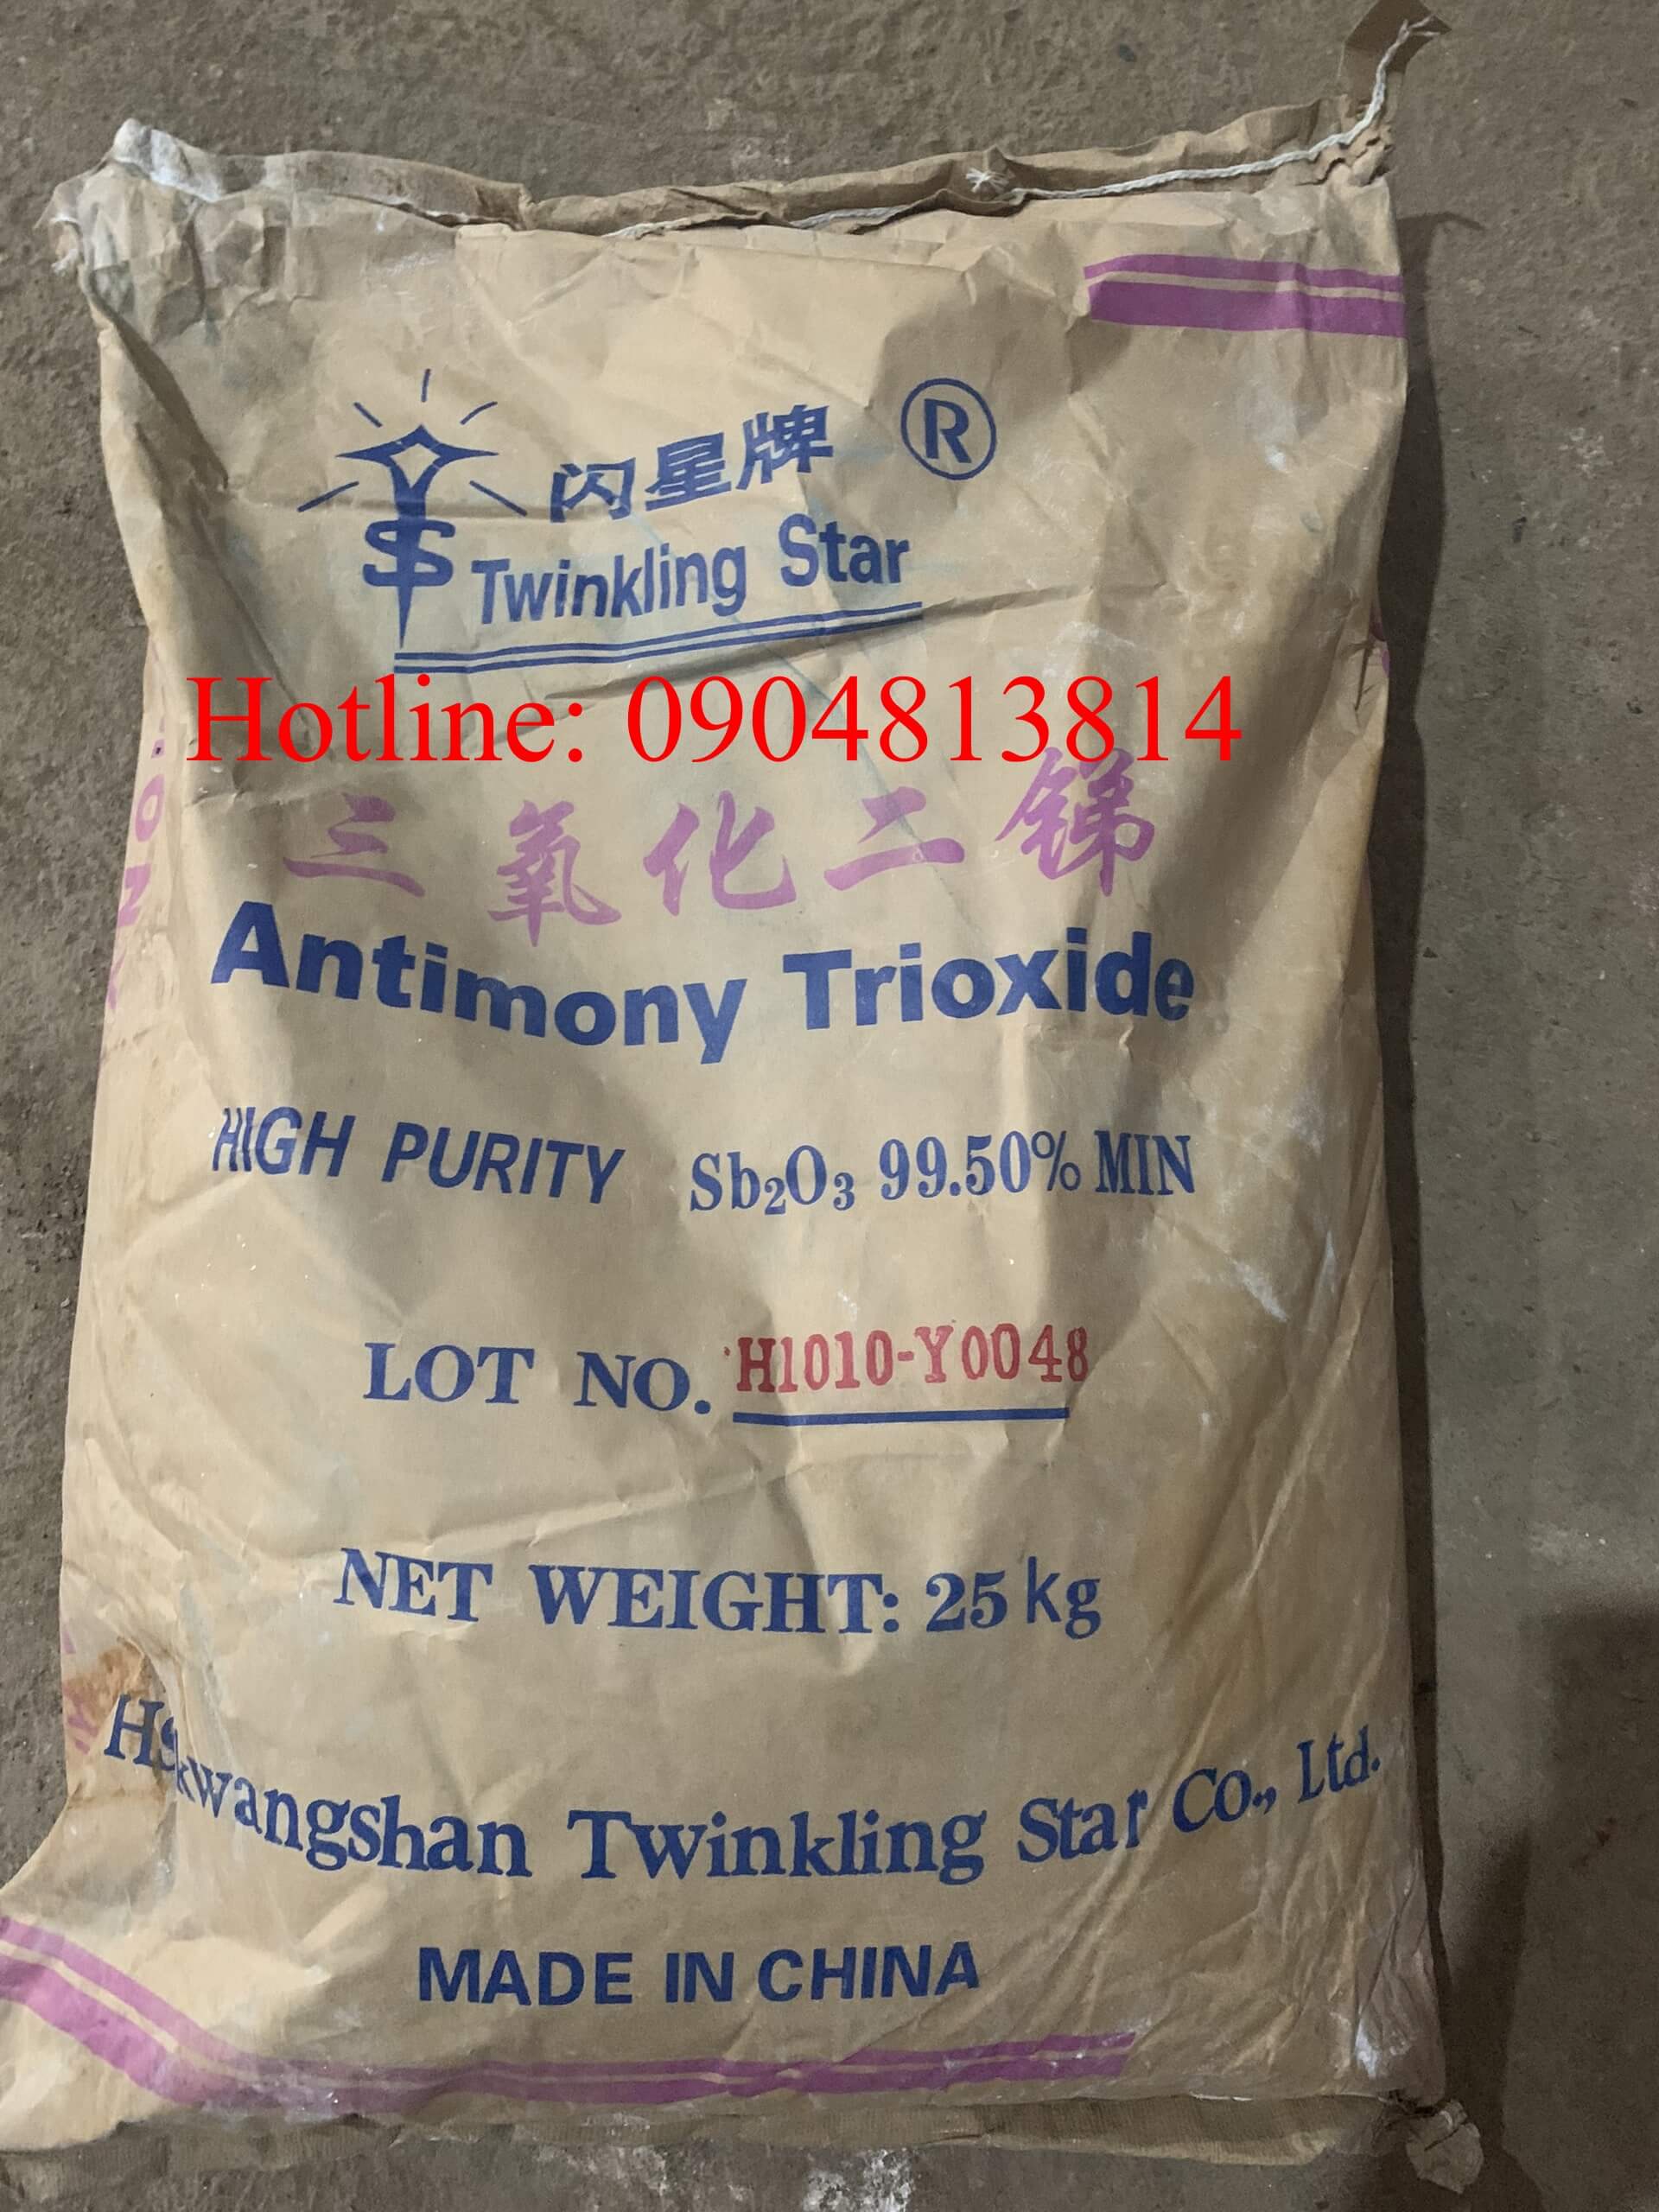 闪星牌 ®
Twinkling Star
Hotline: 0904813814
三氧化二锑
Antimony Trioxide
HIGH PURITY Sb₂O₃ 99.50% MIN
LOT NO. H1010-Y0048
NET WEIGHT: 25kg
Hsikwangshan Twinkling Star Co., Ltd.
MADE IN CHINA